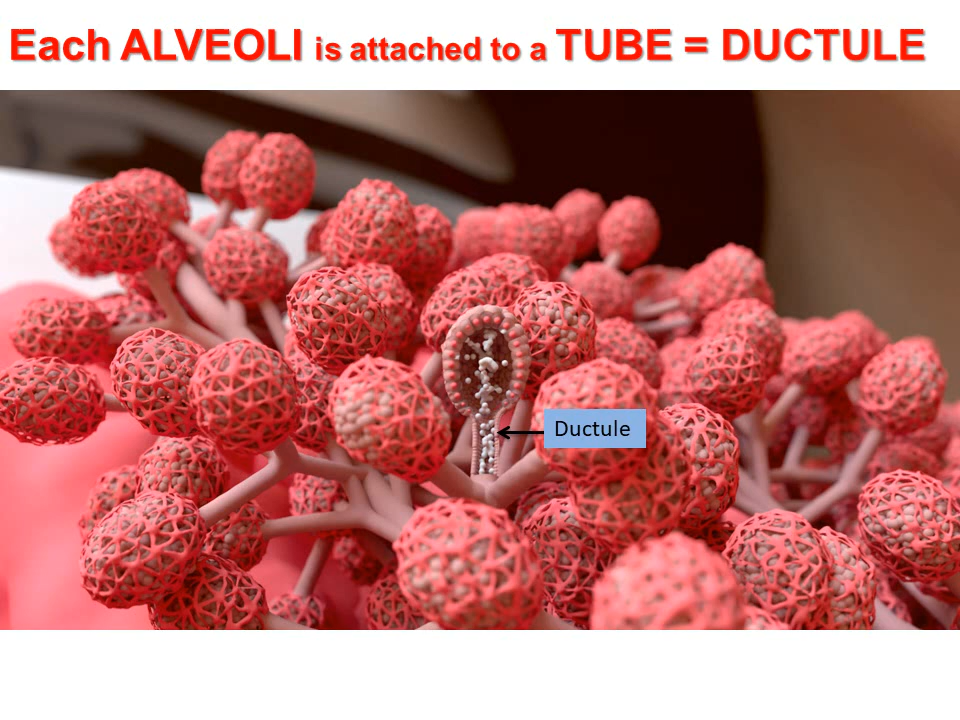 Each ALVEOLI is attached to a TUBE = DUCTULE
Ductule